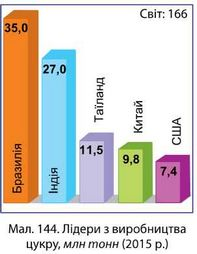 Світ: 166
35,0
27,0
11,5
9,8
7,4
Бразилія
Індія
Таїланд
Китай
США
Мал. 144. Лідери з виробництва
цукру, млн тонн (2015 р.)